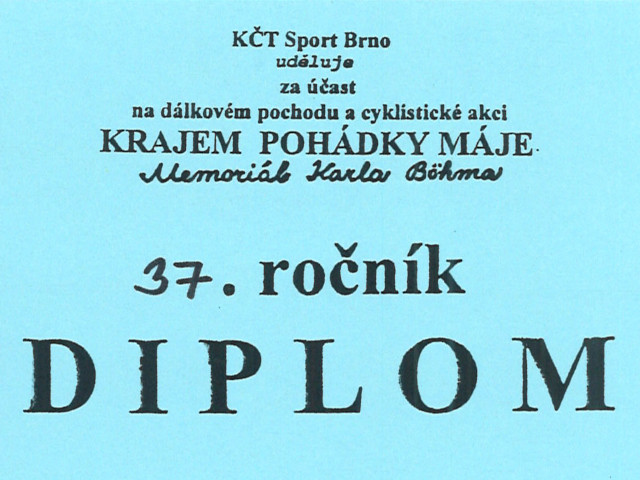 KČT Sport Brno
uděluje
za účast
na dálkovém pochodu a cyklistické akci
KRAJEM POHÁDKY MÁJE
Memoriál Karla Böhma
37. ročník
DIPLOM